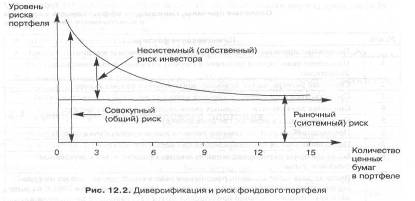 Уровень
риска
портфеля
Несистемный (собственный)
риск инвестора
Совокупный
(общий) риск
Рыночный
(системный) риск
0 3 6 9 12 15
Количество
ценных
бумаг
в портфеле
Рис. 12.2. Диверсификация и риск фондового портфеля